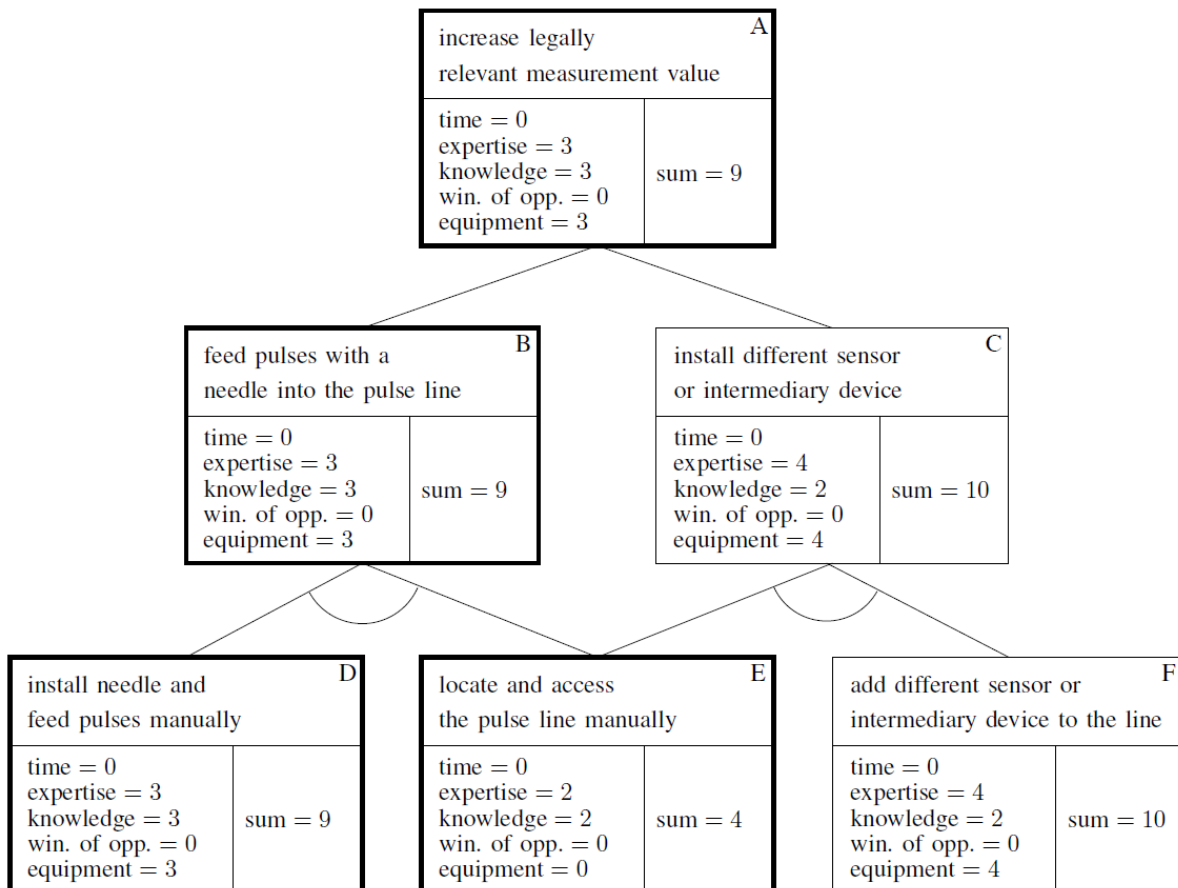 A
increase legally
relevant measurement value
time = 0
expertise = 3
knowledge = 3
win. of opp. = 0
equipment = 3
sum = 9
B
feed pulses with a
needle into the pulse line
time = 0
expertise = 3
knowledge = 3
win. of opp. = 0
equipment = 3
sum = 9
C
install different sensor
or intermediary device
time = 0
expertise = 4
knowledge = 2
win. of opp. = 0
equipment = 4
sum = 10
D
install needle and
feed pulses manually
time = 0
expertise = 3
knowledge = 3
win. of opp. = 0
equipment = 3
sum = 9
E
locate and access
the pulse line manually
time = 0
expertise = 2
knowledge = 2
win. of opp. = 0
equipment = 0
sum = 4
F
add different sensor or
intermediary device to the line
time = 0
expertise = 4
knowledge = 2
win. of opp. = 0
equipment = 4
sum = 10